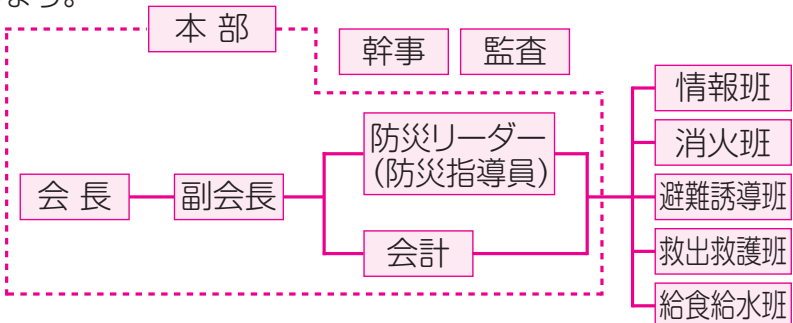 よう。
本部
幹事
監査
情報班
消火班
防災リーダー
(防災指導員)
会長
副会長
避難誘導班
会計
救出救護班
給食給水班